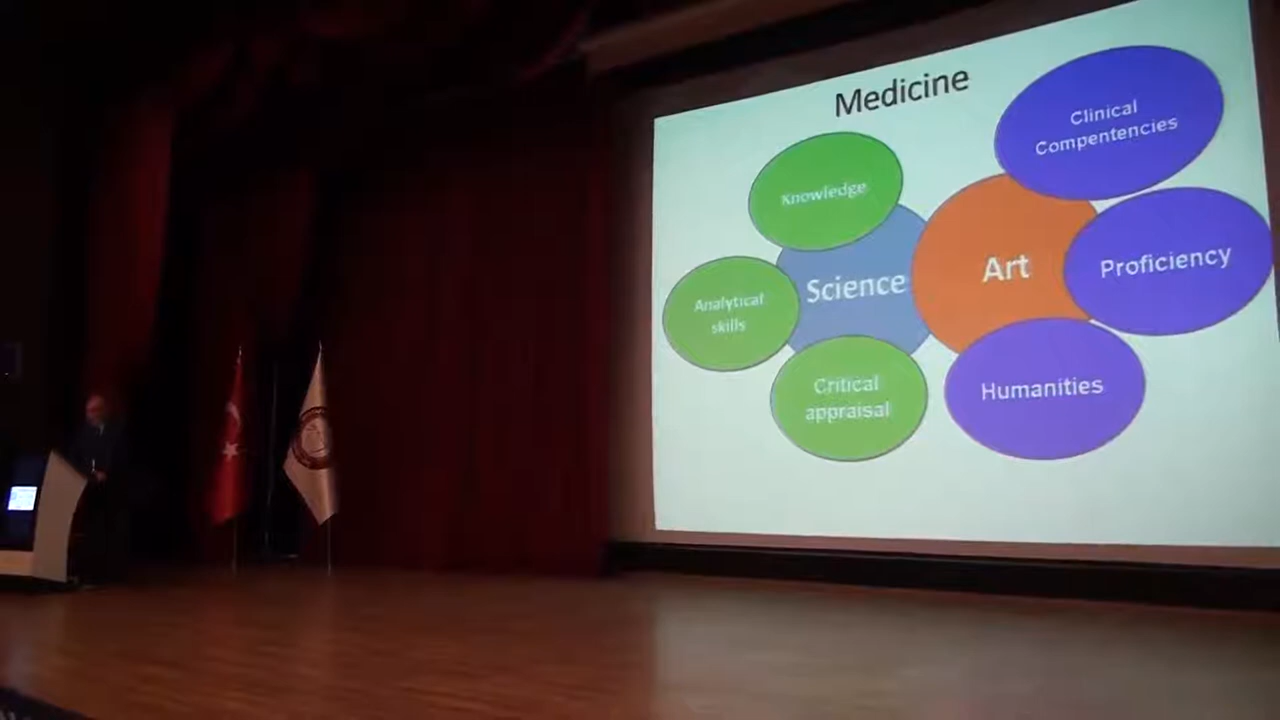 Medicine
Clinical
Compentencies
Knowledge
Proficiency
Art
Science
Analytical
skills
Critical
appraisal
Humanities